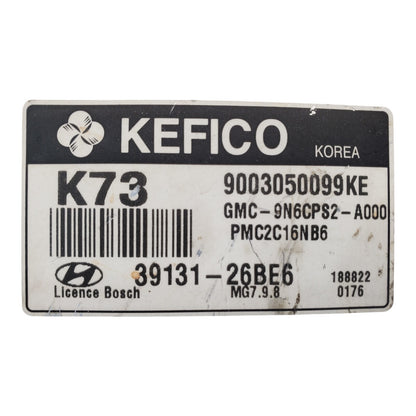 KEFICO KOREA
K73 9003050099KE
GMC-9N6CPS2-A000
PMC2C16NB6
39131-26BE6 188822
Licence Bosch MG7.9.8 0176